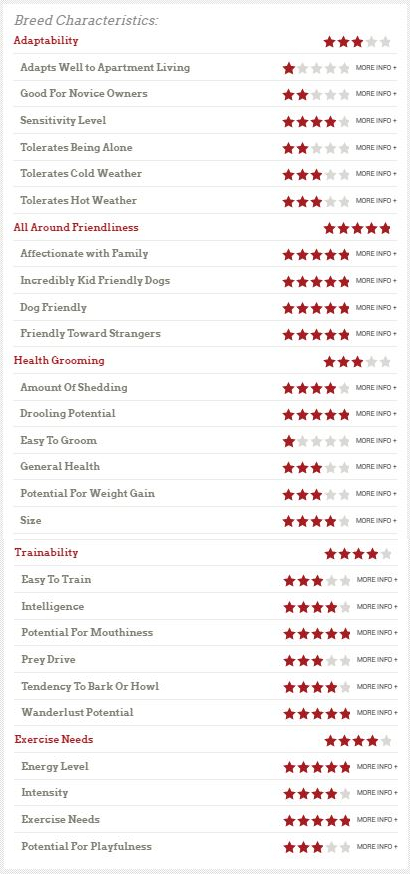 Breed Characteristics:
Adaptability
Adapts Well to Apartment Living MORE INFO +
Good For Novice Owners MORE INFO +
Sensitivity Level MORE INFO +
Tolerates Being Alone MORE INFO +
Tolerates Cold Weather MORE INFO +
Tolerates Hot Weather MORE INFO +
All Around Friendliness
Affectionate with Family MORE INFO +
Incredibly Kid Friendly Dogs MORE INFO +
Dog Friendly MORE INFO +
Friendly Toward Strangers MORE INFO +
Health Grooming
Amount Of Shedding MORE INFO +
Drooling Potential MORE INFO +
Easy To Groom MORE INFO +
General Health MORE INFO +
Potential For Weight Gain MORE INFO +
Size MORE INFO +
Trainability
Easy To Train MORE INFO +
Intelligence MORE INFO +
Potential For Mouthiness MORE INFO +
Prey Drive MORE INFO +
Tendency To Bark Or Howl MORE INFO +
Wanderlust Potential MORE INFO +
Exercise Needs
Energy Level MORE INFO +
Intensity MORE INFO +
Exercise Needs MORE INFO +
Potential For Playfulness MORE INFO +